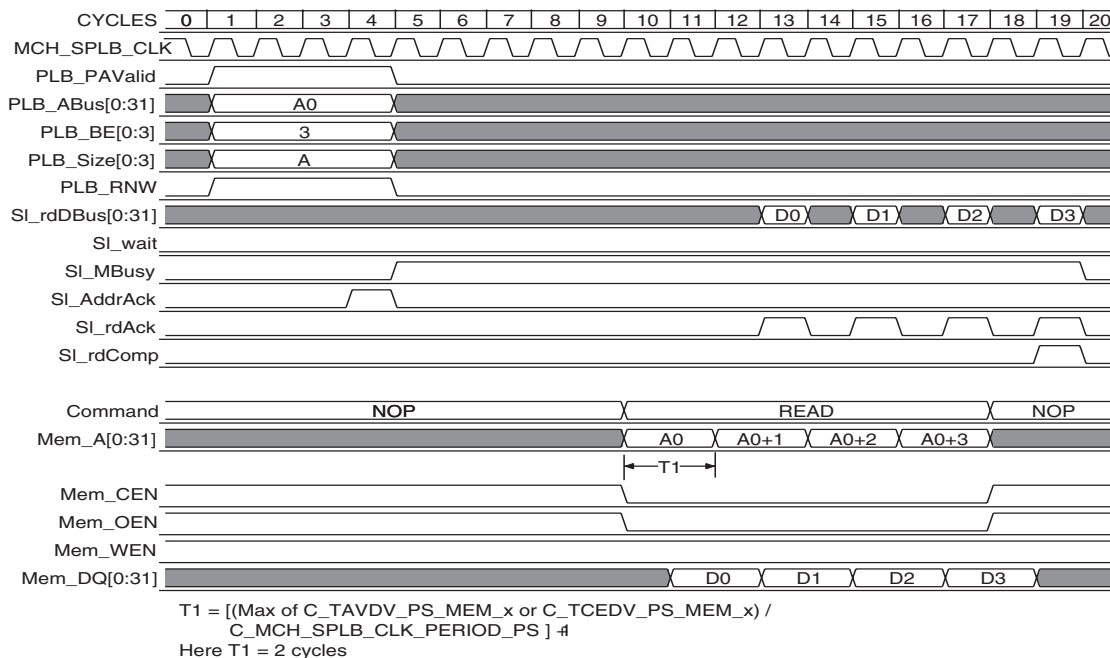 CYCLES 0 1 2 3 4 5 6 7 8 9 10 11 12 13 14 15 16 17 18 19 20
MCH_SPLB_CLK
PLB_PAValid
PLB_ABus[0:31] A0
PLB_BE[0:3] 3
PLB_Size[0:3] A
PLB_RNW
Sl_rdDBus[0:31] D0 D1 D2 D3
Sl_wait
Sl_MBusy
Sl_AddrAck
Sl_rdAck
Sl_rdComp
Command NOP READ NOP
Mem_A[0:31] A0 A0+1 A0+2 A0+3
T1
Mem_CEN
Mem_OEN
Mem_WEN
Mem_DQ[0:31] D0 D1 D2 D3
T1 = [(Max of C_TAVDV_PS_MEM_x or C_TCEDV_PS_MEM_x) /
C_MCH_SPLB_CLK_PERIOD_PS ] +1
Here T1 = 2 cycles